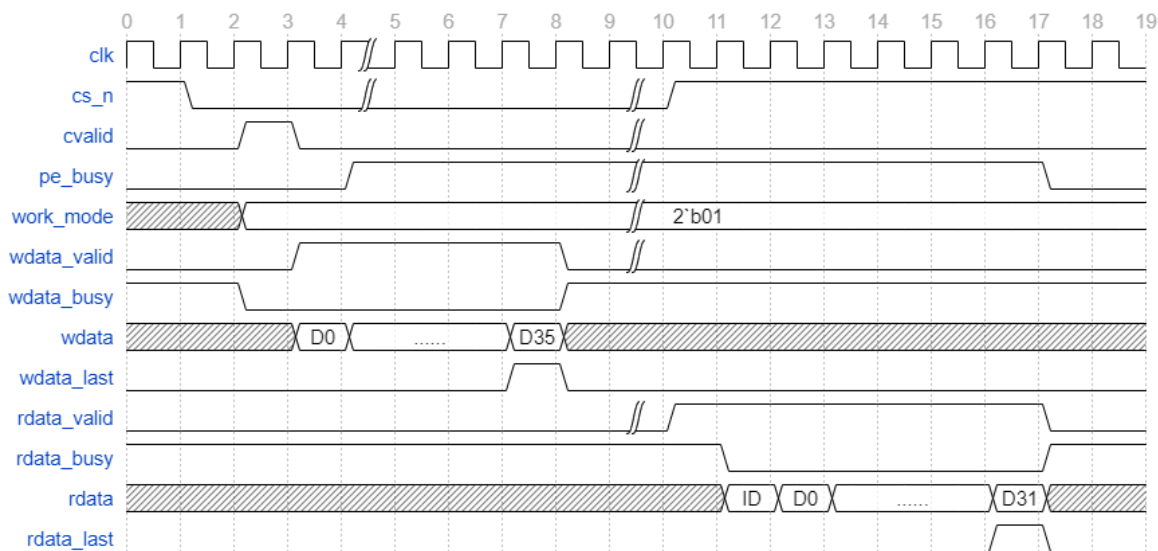 0 1 2 3 4 5 6 7 8 9 10 11 12 13 14 15 16 17 18 19
clk
cs_n
cvalid
pe_busy
work_mode 2`b01
wdata_valid
wdata_busy
wdata D0 ...... D35
wdata_last
rdata_valid
rdata_busy
rdata ID D0 ...... D31
rdata_last